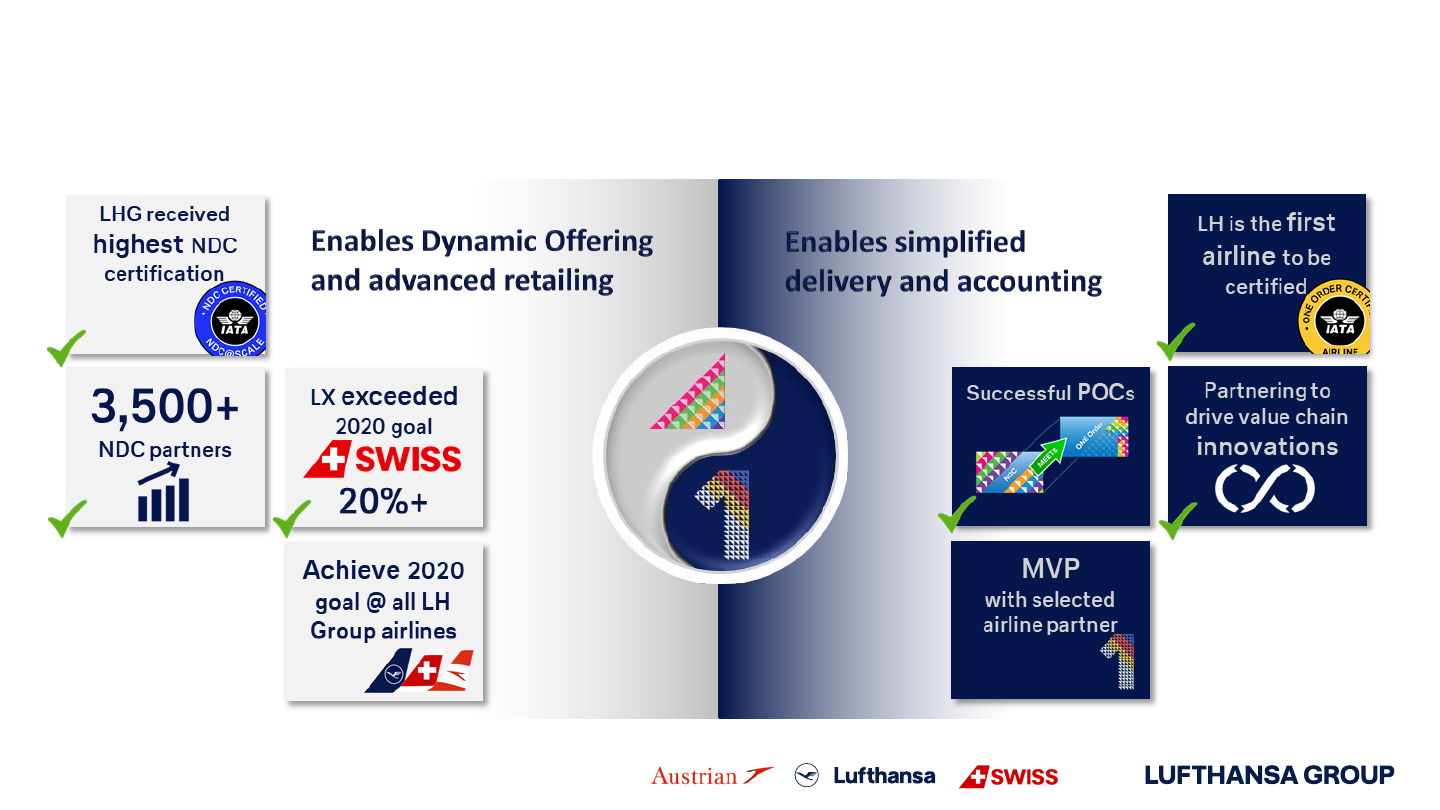 LHG received
highest NDC
certification
NDC CERTIFIED
IATA
NDC@SCALE
3,500+
NDC partners
LX exceeded
2020 goal
SWISS
20%+
Achieve 2020
goal @ all LH
Group airlines
Enables Dynamic Offering
and advanced retailing
Enables simplified
delivery and accounting
LH is the first
airline to be
certified
ONE ORDER CERTIF
IATA
AIRLINE
Successful POCs
NDC
MEETS
ONE Order
Partnering to
drive value chain
innovations
MVP
with selected
airline partner
Austrian
Lufthansa
SWISS
LUFTHANSA GROUP